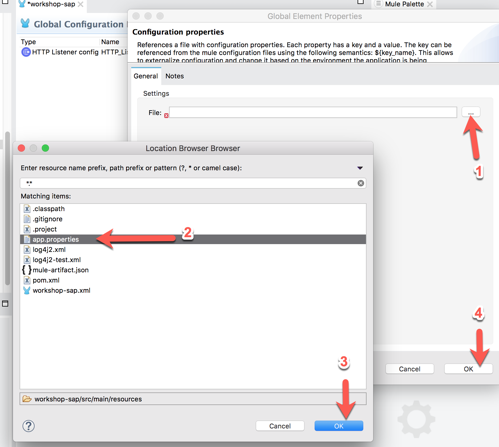 *workshop-sap
Mule Palette
Global Element Properties
Global Configuration
Configuration properties
References a file with configuration properties. Each property has a key and a value. The key can be
referenced from the mule configuration files using the following semantics: ${key_name}. This allows
to externalize configuration and change it based on the environment the application is being
Type
Name
HTTP Listener config
HTTP_Lis
General
Notes
Settings
File:
...
1
Location Browser Browser
Enter resource name prefix, path prefix or pattern (?, * or camel case):
Matching items:
.classpath
.gitignore
.project
app.properties
2
log4j2.xml
log4j2-test.xml
mule-artifact.json
pom.xml
workshop-sap.xml
4
3
Cancel
OK
workshop-sap/src/main/resources
?
Cancel
OK